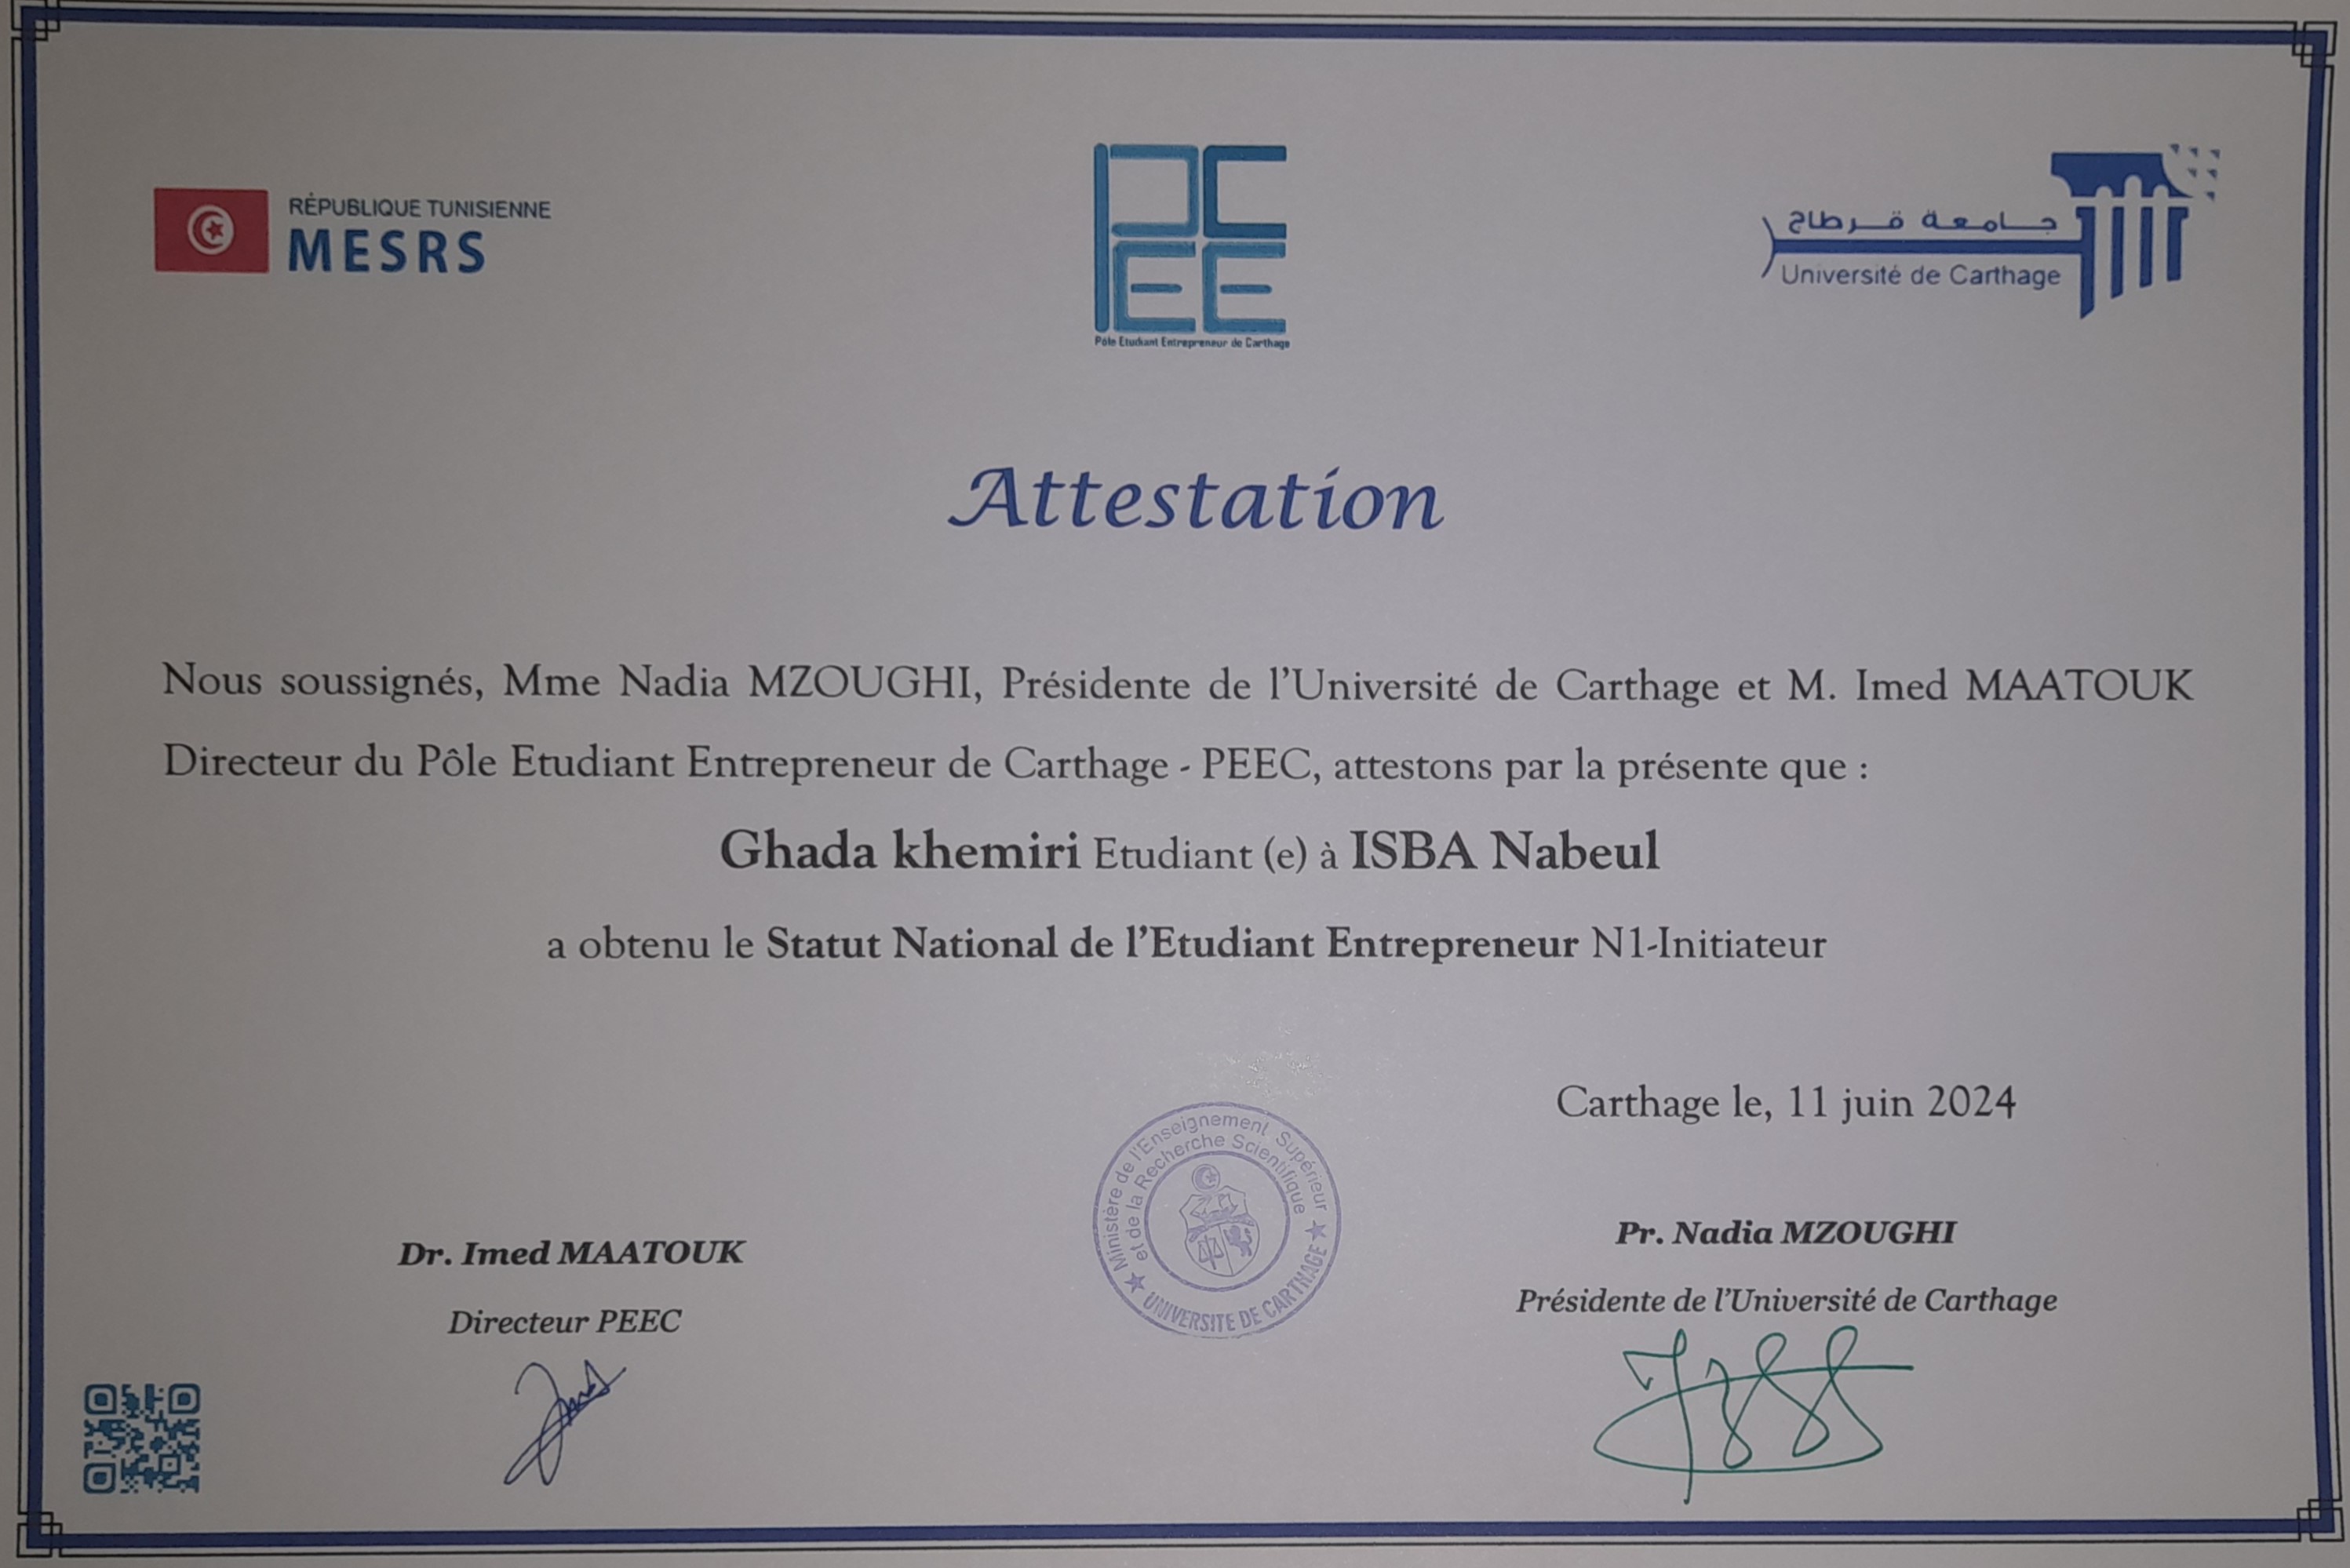 RÉPUBLIQUE TUNISIENNE
MESRS
PC
EE
Pôle Etudiant Entrepreneur de Carthage
جامعة قرطاج
Université de Carthage
Attestation
Nous soussignés, Mme Nadia MZOUGHI, Présidente de l'Université de Carthage et M. Imed MAATOUK
Directeur du Pôle Etudiant Entrepreneur de Carthage - PEEC, attestons par la présente que :
Ghada khemiri Etudiant (e) à ISBA Nabeul
a obtenu le Statut National de l'Etudiant Entrepreneur N1-Initiateur
Carthage le, 11 juin 2024
Ministère de l'Enseignement Supérieur
et de la Recherche Scientifique
★ UNIVERSITE DE CARTHAGE ★
Dr. Imed MAATOUK
Directeur PEEC
Pr. Nadia MZOUGHI
Présidente de l'Université de Carthage